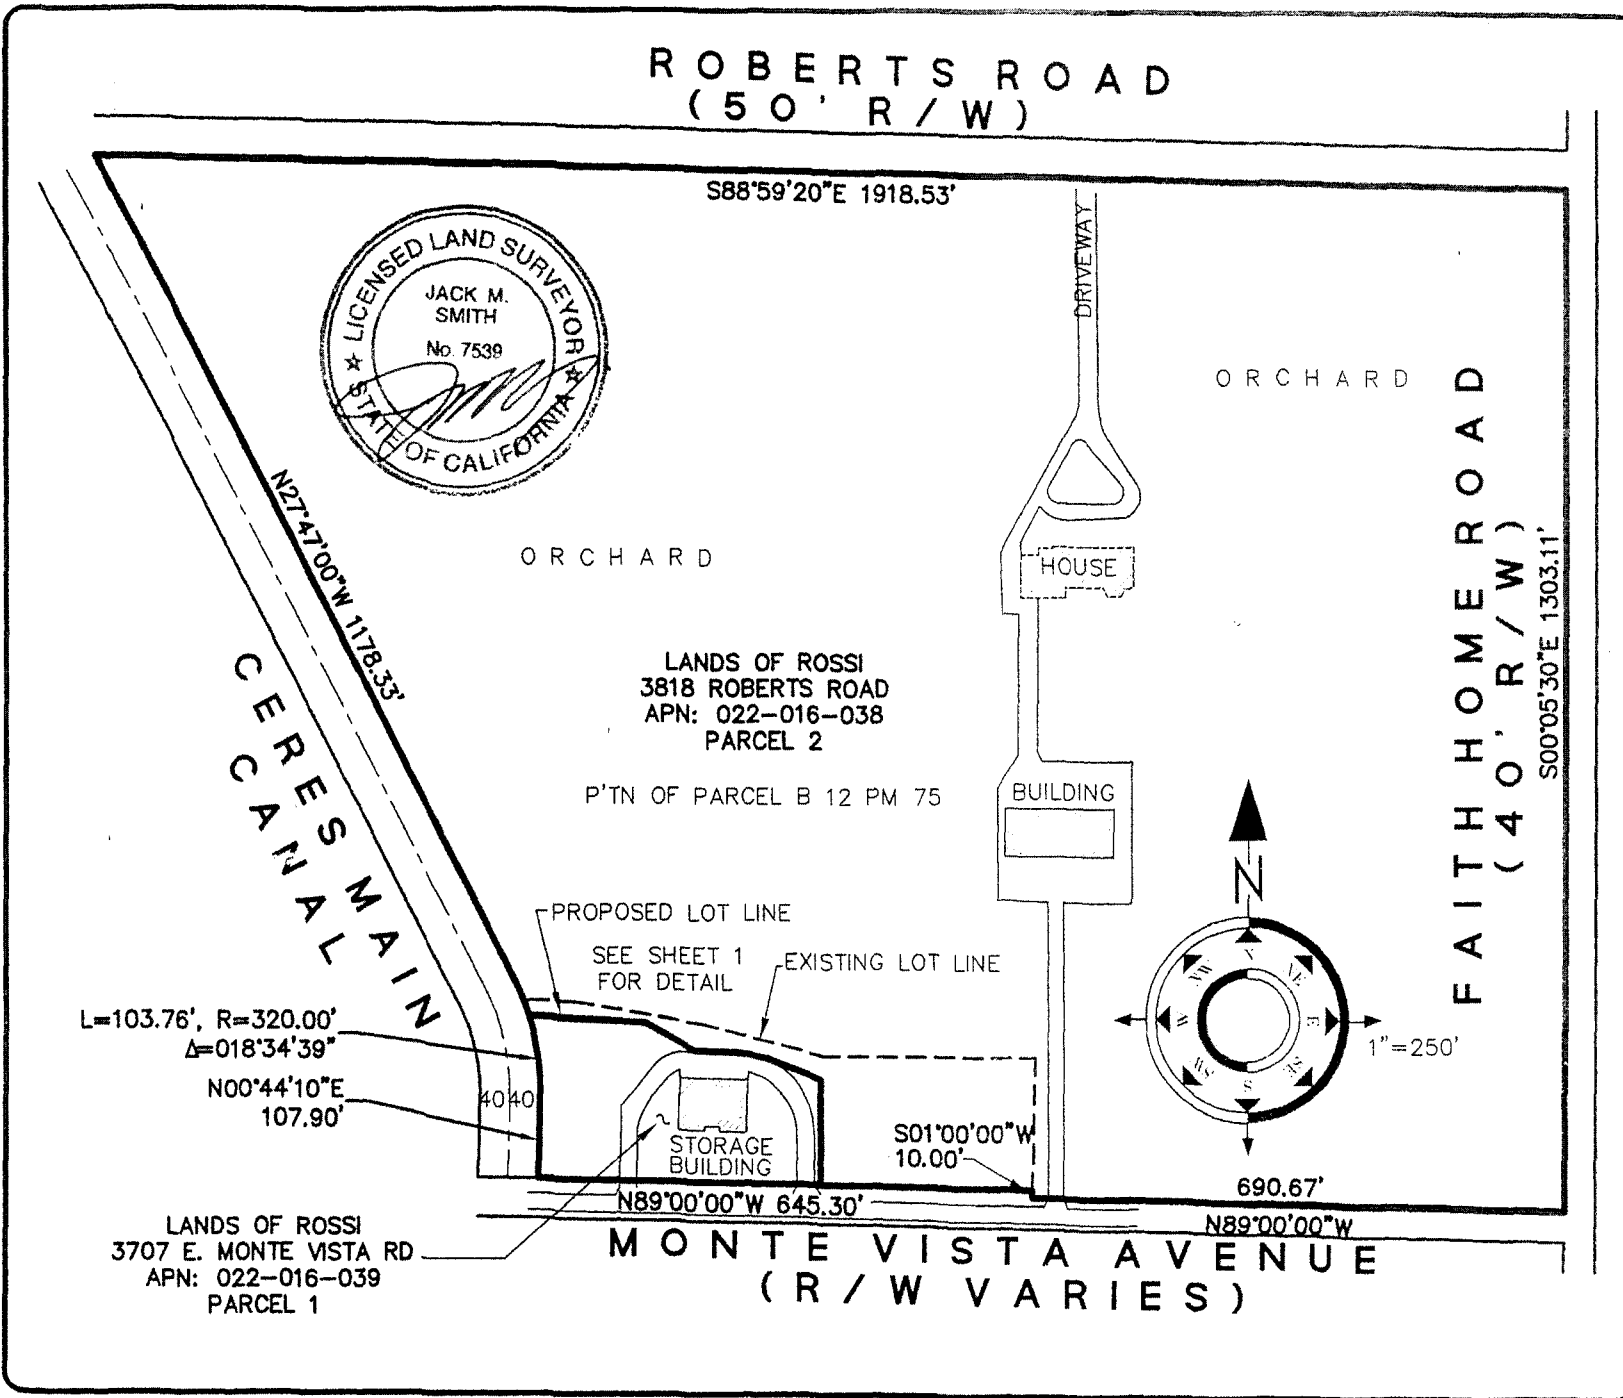 ROBERTS ROAD
(50' R/W)
S88°59'20"E 1918.53'
LICENSED LAND SURVEYOR
JACK M.
SMITH
No. 7539
STATE OF CALIFORNIA
DRIVEWAY
ORCHARD
FAITH HOME ROAD
(40' R/W)
S00°05'30"E 1303.11'
N27°47'00"W 1178.33'
ORCHARD
HOUSE
CERES MAIN
CANAL
LANDS OF ROSSI
3818 ROBERTS ROAD
APN: 022-016-038
PARCEL 2
P'TN OF PARCEL B 12 PM 75
BUILDING
N
PROPOSED LOT LINE
SEE SHEET 1
FOR DETAIL
EXISTING LOT LINE
L=103.76', R=320.00'
Δ=018°34'39"
N00°44'10"E
107.90'
40 40
NW
NE
W
E
SW
SE
S
1"=250'
STORAGE
BUILDING
S01°00'00"W
10.00'
690.67'
N89°00'00"W 645.30'
N89°00'00"W
LANDS OF ROSSI
3707 E. MONTE VISTA RD
APN: 022-016-039
PARCEL 1
MONTE VISTA AVENUE
(R/W VARIES)